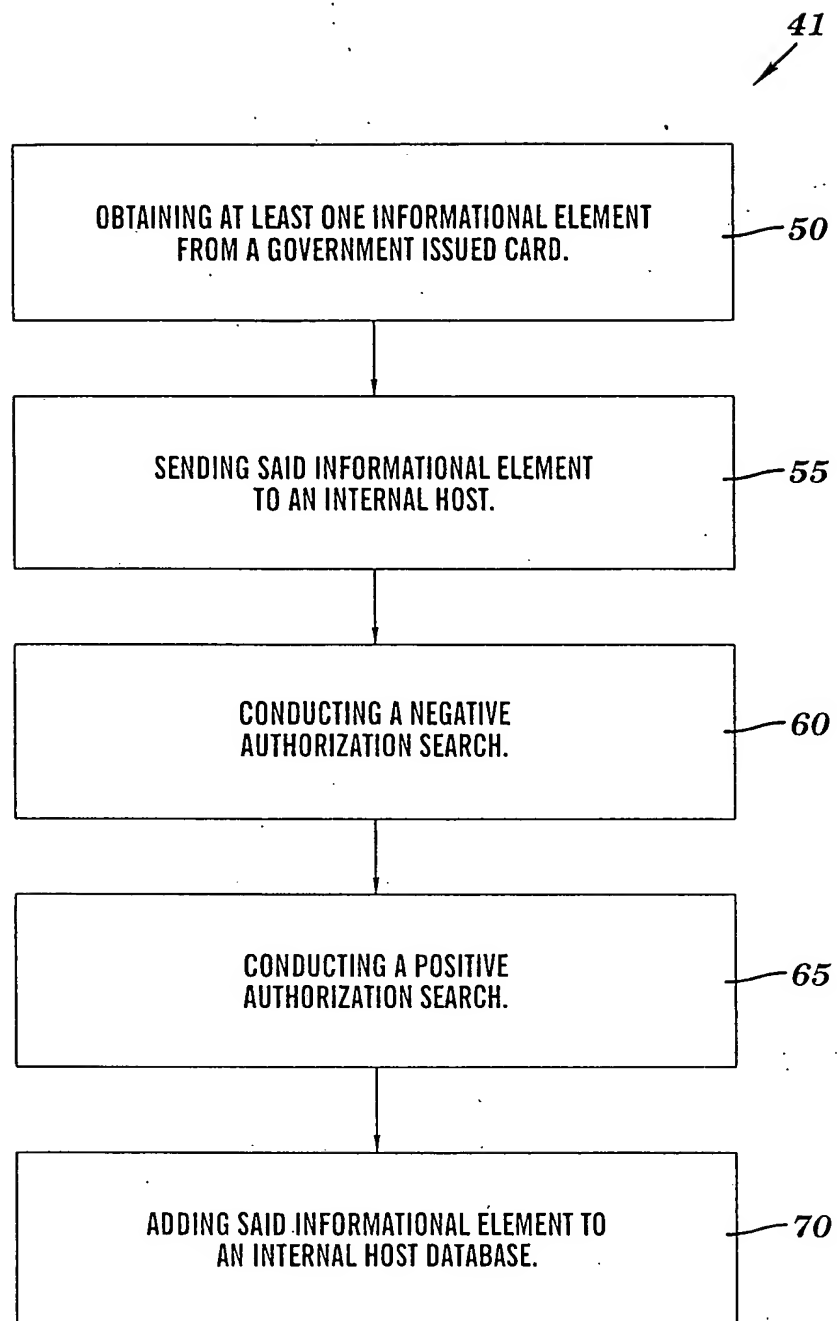 41
OBTAINING AT LEAST ONE INFORMATIONAL ELEMENT
FROM A GOVERNMENT ISSUED CARD.
50
SENDING SAID INFORMATIONAL ELEMENT
TO AN INTERNAL HOST.
55
CONDUCTING A NEGATIVE
AUTHORIZATION SEARCH.
60
CONDUCTING A POSITIVE
AUTHORIZATION SEARCH.
65
ADDING SAID INFORMATIONAL ELEMENT TO
AN INTERNAL HOST DATABASE.
70